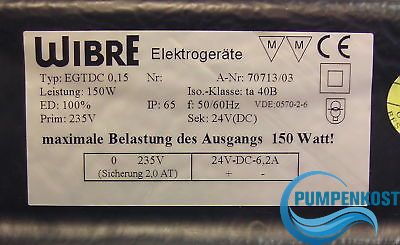 WIBRE Elektrogeräte M M CE
Typ: EGTDC 0,15 Nr: A-Nr: 70713/03
Leistung: 150W Iso.-Klasse: ta 40B
ED: 100% IP: 65 f: 50/60Hz VDE:0570-2-6
Prim: 235V Sek: 24V(DC)
maximale Belastung des Ausgangs 150 Watt!
0 235V 24V-DC-6,2A
(Sicherung 2,0 AT) + -
PUMPENKOST